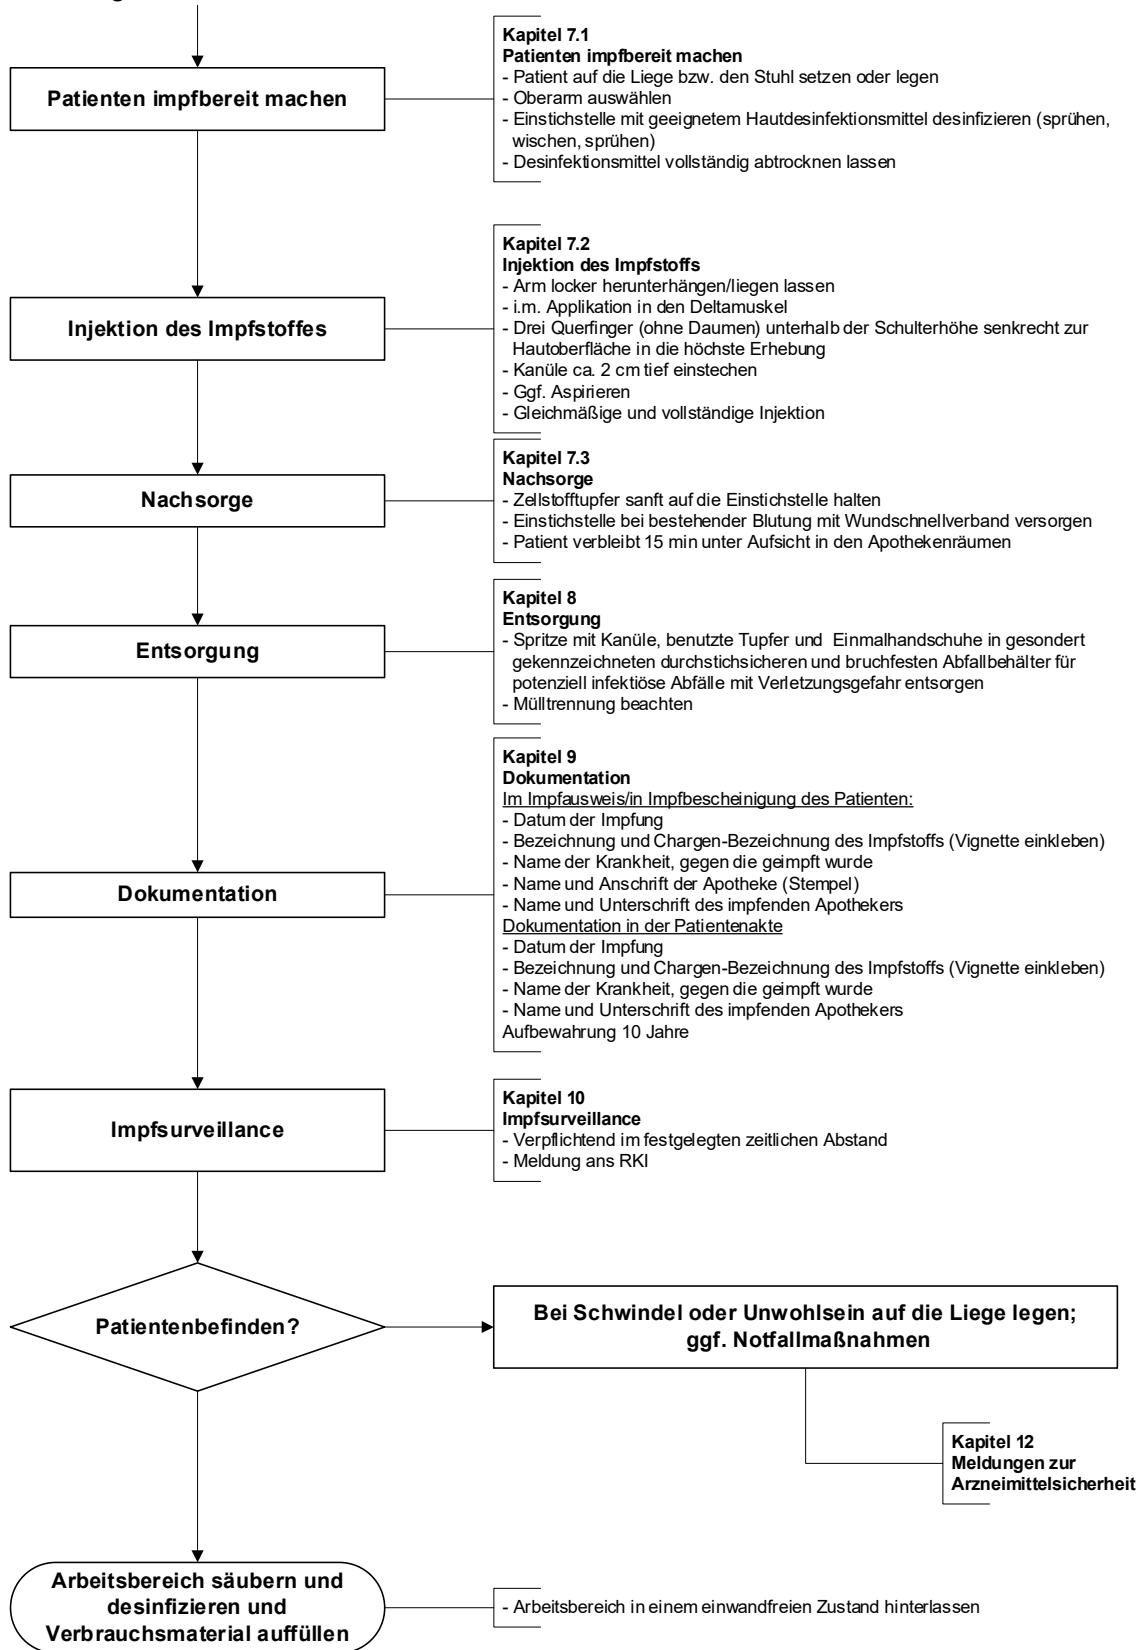 Kapitel 7.1
Patienten impfbereit machen
- Patient auf die Liege bzw. den Stuhl setzen oder legen
Patienten impfbereit machen
- Oberarm auswählen
- Einstichstelle mit geeignetem Hautdesinfektionsmittel desinfizieren (sprühen,
wischen, sprühen)
- Desinfektionsmittel vollständig abtrocknen lassen
Kapitel 7.2
Injektion des Impfstoffs
- Arm locker herunterhängen/liegen lassen
- i.m. Applikation in den Deltamuskel
Injektion des Impfstoffes
- Drei Querfinger (ohne Daumen) unterhalb der Schulterhöhe senkrecht zur
Hautoberfläche in die höchste Erhebung
- Kanüle ca. 2 cm tief einstechen
- Ggf. Aspirieren
- Gleichmäßige und vollständige Injektion
Kapitel 7.3
Nachsorge
Nachsorge
- Zellstofftupfer sanft auf die Einstichstelle halten
- Einstichstelle bei bestehender Blutung mit Wundschnellverband versorgen
- Patient verbleibt 15 min unter Aufsicht in den Apothekenräumen
Kapitel 8
Entsorgung
Entsorgung
- Spritze mit Kanüle, benutzte Tupfer und Einmalhandschuhe in gesondert
gekennzeichneten durchstichsicheren und bruchfesten Abfallbehälter für
potenziell infektiöse Abfälle mit Verletzungsgefahr entsorgen
- Mülltrennung beachten
Kapitel 9
Dokumentation
Im Impfausweis/in Impfbescheinigung des Patienten:
- Datum der Impfung
- Bezeichnung und Chargen-Bezeichnung des Impfstoffs (Vignette einkleben)
- Name der Krankheit, gegen die geimpft wurde
Dokumentation
- Name und Anschrift der Apotheke (Stempel)
- Name und Unterschrift des impfenden Apothekers
Dokumentation in der Patientenakte
- Datum der Impfung
- Bezeichnung und Chargen-Bezeichnung des Impfstoffs (Vignette einkleben)
- Name der Krankheit, gegen die geimpft wurde
- Name und Unterschrift des impfenden Apothekers
Aufbewahrung 10 Jahre
Kapitel 10
Impfsurveillance
Impfsurveillance
- Verpflichtend im festgelegten zeitlichen Abstand
- Meldung ans RKI
Patientenbefinden?
Bei Schwindel oder Unwohlsein auf die Liege legen;
ggf. Notfallmaßnahmen
Kapitel 12
Meldungen zur
Arzneimittelsicherheit
Arbeitsbereich säubern und
desinfizieren und
Verbrauchsmaterial auffüllen
- Arbeitsbereich in einem einwandfreien Zustand hinterlassen